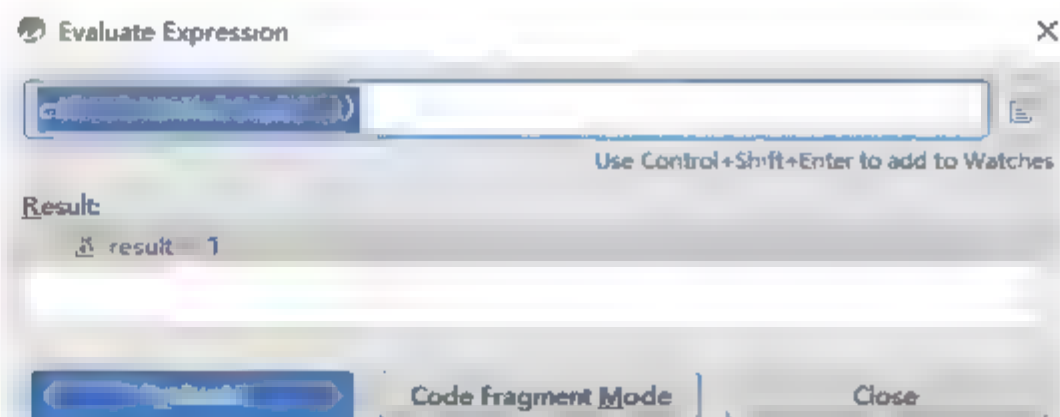 Evaluate Expression
Use Control+Shift+Enter to add to Watches
Result:
result 1
Code Fragment Mode
Close